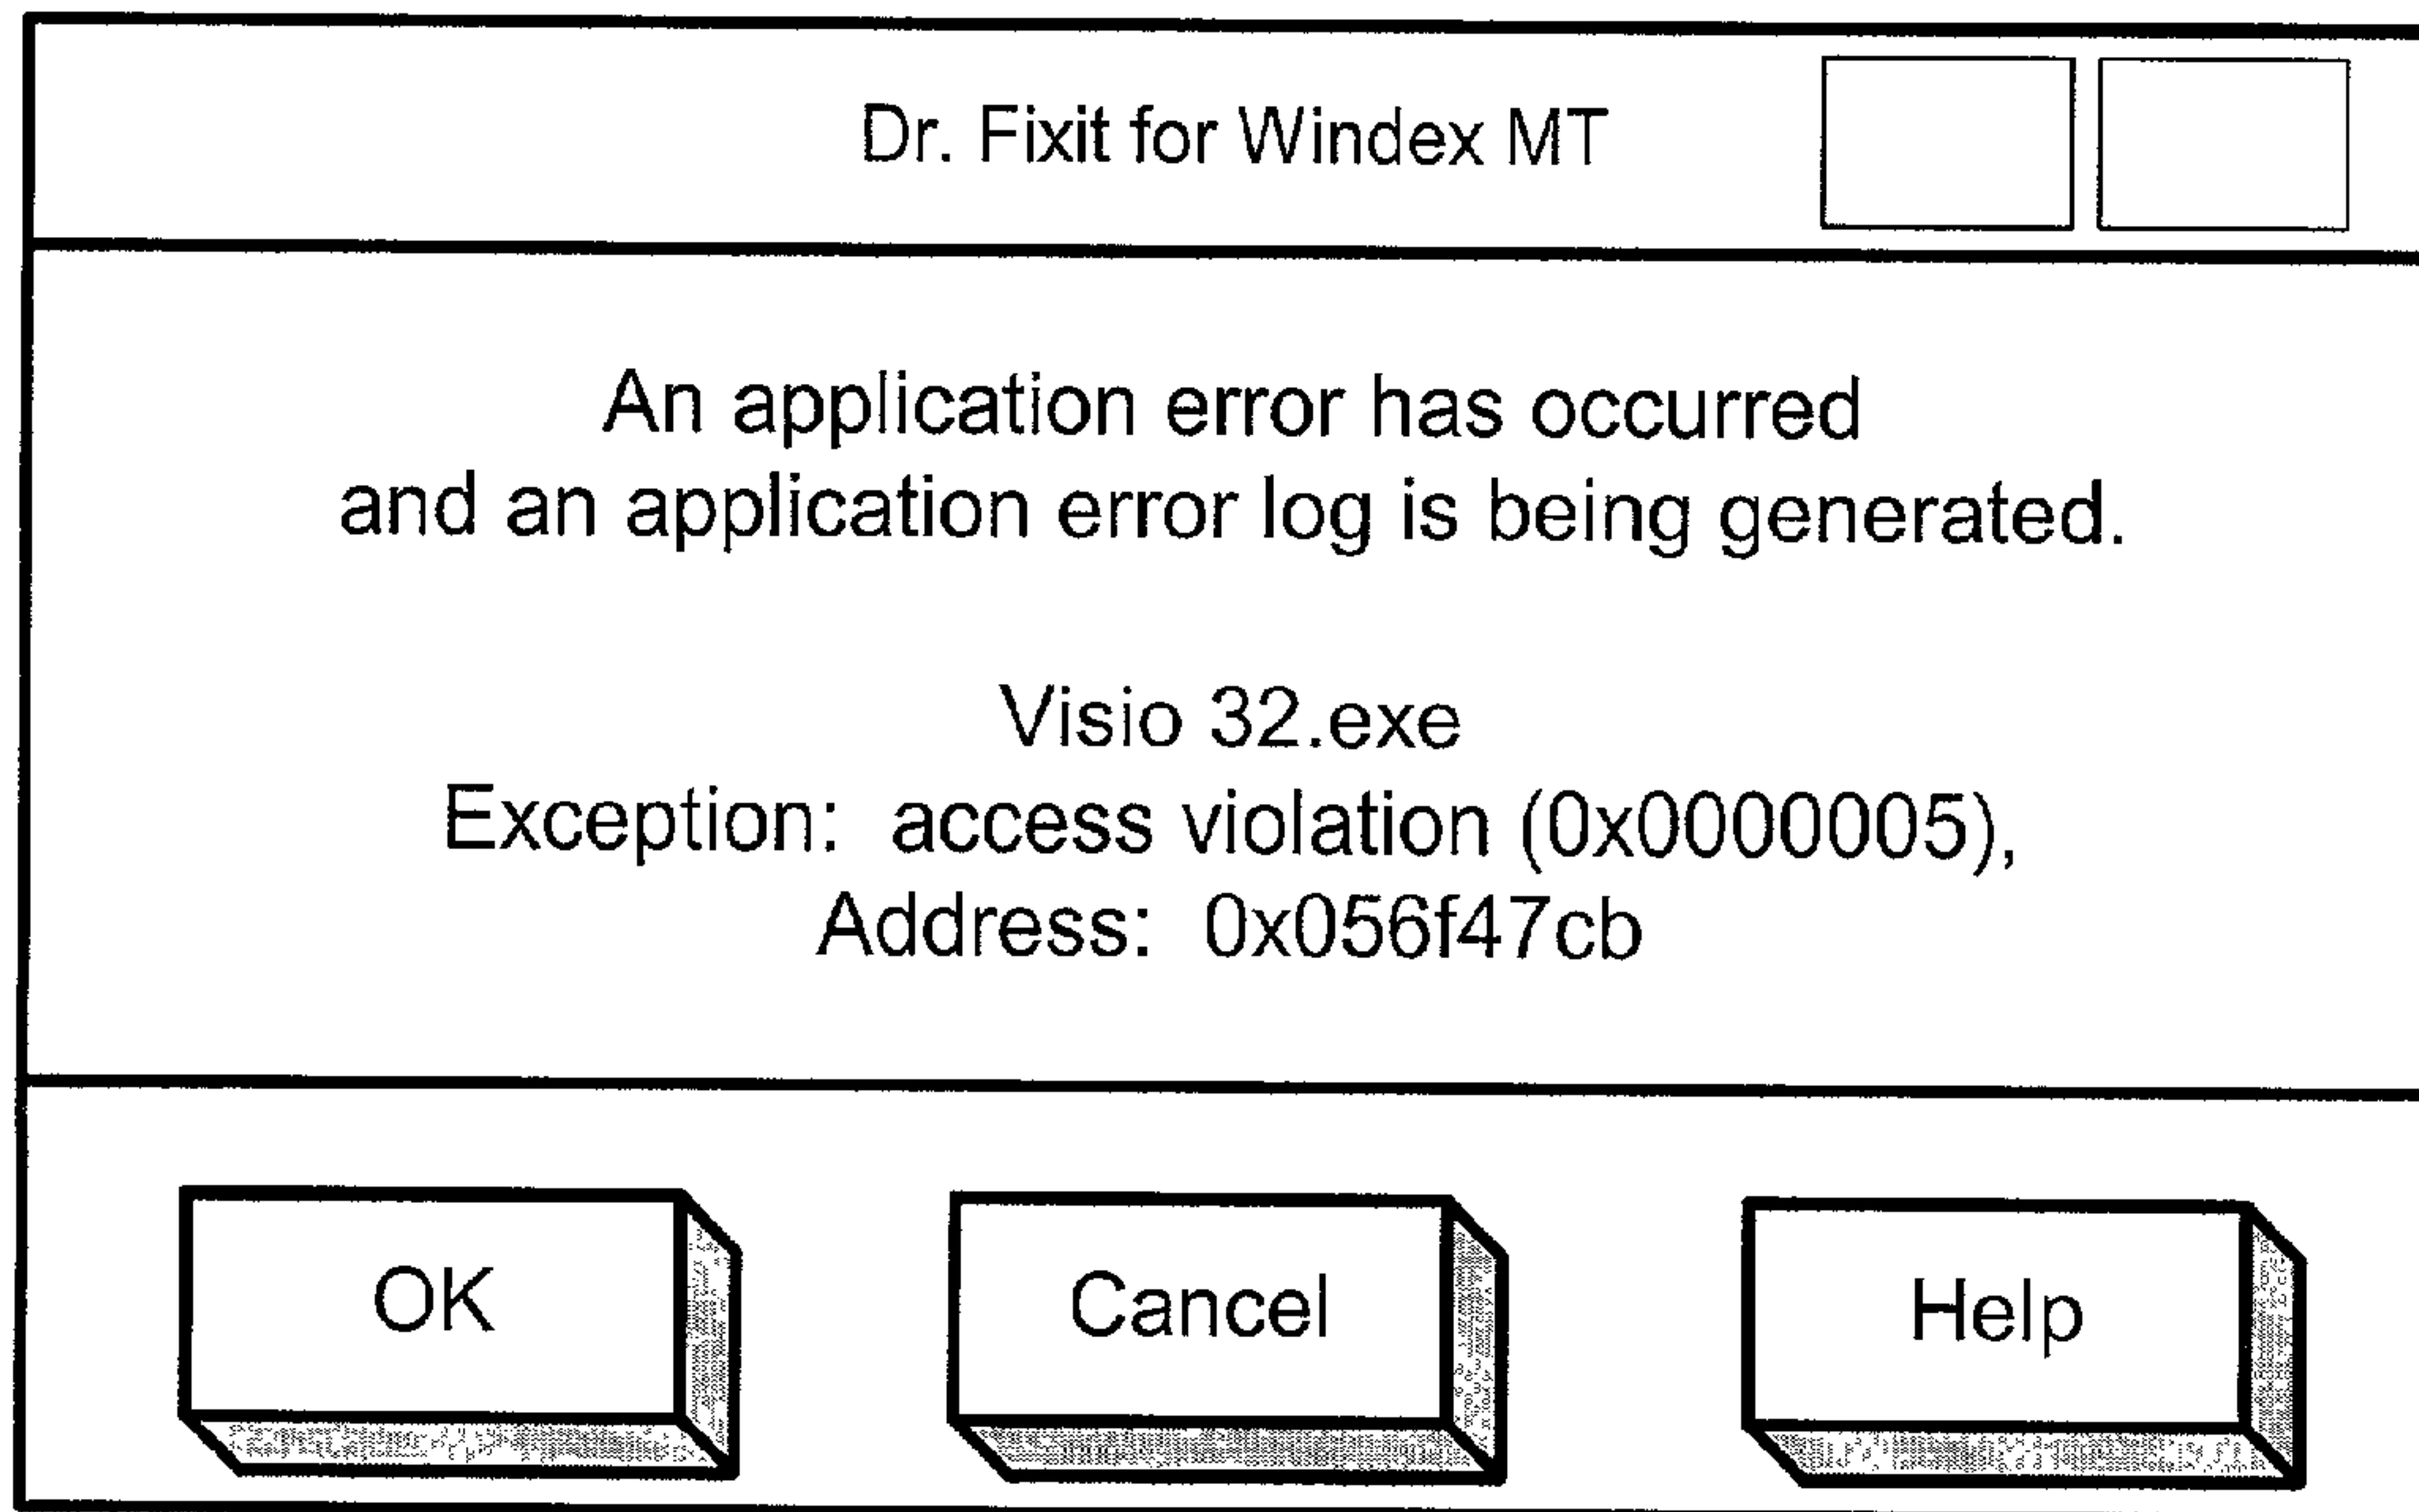 Dr. Fixit for Windex MT
An application error has occurred
and an application error log is being generated.
Visio 32.exe
Exception: access violation (0x0000005),
Address: 0x056f47cb
OK
Cancel
Help